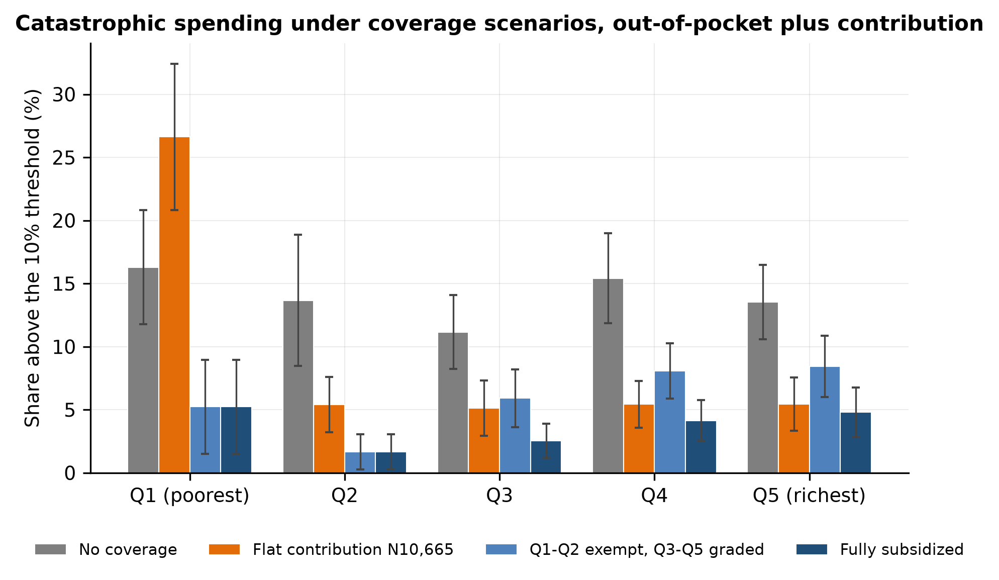 Catastrophic spending under coverage scenarios, out-of-pocket plus contribution
Share above the 10% threshold (%)
30
25
20
15
10
5
0
Q1 (poorest) Q2 Q3 Q4 Q5 (richest)
No coverage Flat contribution N10,665 Q1-Q2 exempt, Q3-Q5 graded Fully subsidized